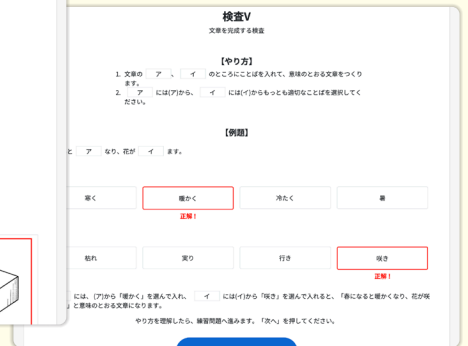 検査Ⅴ
文章を完成する検査
【やり方】
1. 文章の ア 、 イ のところにことばを入れて、意味のとおる文章をつくり
ます。
2. ア には(ア)から、 イ には(イ)からもっとも適切なことばを選択してく
ださい。
【例題】
と ア なり、花が イ ます。
寒く 暖かく 冷たく 暑
正解！
枯れ 実り 行き 咲き
正解！
には、(ア)から「暖かく」を選んで入れ、 イ には(イ)から「咲き」を選んで入れると、「春になると暖かくなり、花が咲
」と意味のとおる文章になります。
やり方を理解したら、練習問題へ進みます。「次へ」を押してください。